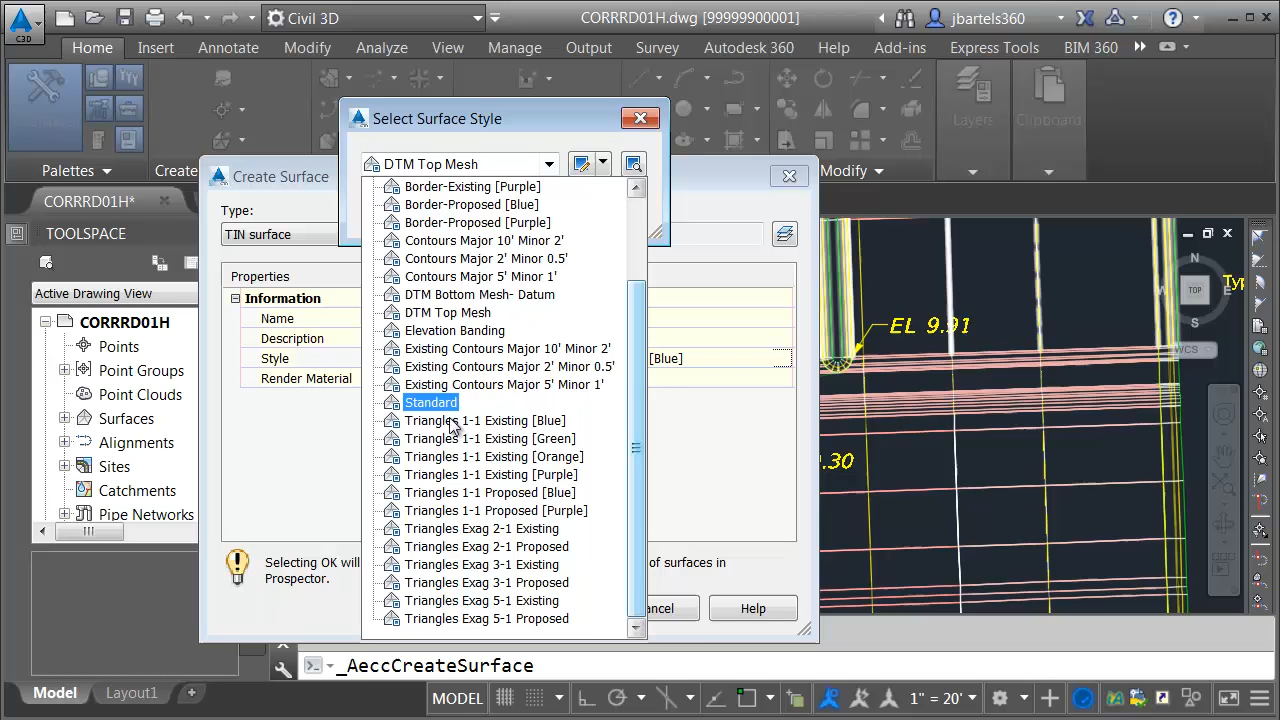 Civil 3D
CORRRD01H.dwg [99999900001]
jbartels360
C3D
Home
Insert
Annotate
Modify
Analyze
View
Manage
Output
Survey
Autodesk 360
Help
Add-ins
Express Tools
BIM 360
Layers
Clipboard
Palettes
Create
Modify
Select Surface Style
DTM Top Mesh
Create Surface
CORRRD01H*
Type:
TIN surface
TOOLSPACE
Active Drawing View
CORRRD01H
Points
Point Groups
Point Clouds
Surfaces
Alignments
Sites
Catchments
Pipe Networks
Properties
Information
Name
Description
Style
[Blue]
Render Material
Border-Existing [Purple]
Border-Proposed [Blue]
Border-Proposed [Purple]
Contours Major 10' Minor 2'
Contours Major 2' Minor 0.5'
Contours Major 5' Minor 1'
DTM Bottom Mesh- Datum
DTM Top Mesh
Elevation Banding
Existing Contours Major 10' Minor 2'
Existing Contours Major 2' Minor 0.5'
Existing Contours Major 5' Minor 1'
Standard
Triangles 1-1 Existing [Blue]
Triangles 1-1 Existing [Green]
Triangles 1-1 Existing [Orange]
Triangles 1-1 Existing [Purple]
Triangles 1-1 Proposed [Blue]
Triangles 1-1 Proposed [Purple]
Triangles Exag 2-1 Existing
Triangles Exag 2-1 Proposed
Triangles Exag 3-1 Existing
Triangles Exag 3-1 Proposed
Triangles Exag 5-1 Existing
Triangles Exag 5-1 Proposed
Selecting OK will
of surfaces in
Prospector.
ancel
Help
N
TOP
W
S
WCS
EL 9.91
Ty
.30
_AeccCreateSurface
Model
Layout1
MODEL
1" = 20'